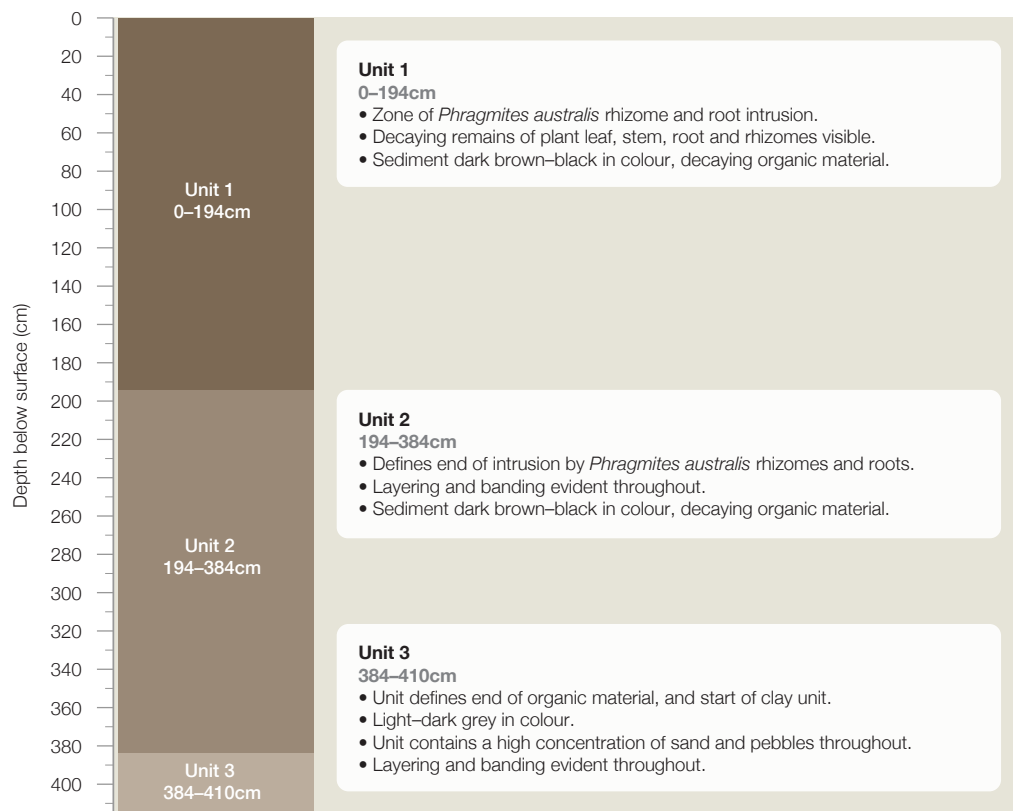 0
20
40
60
80
100
120
140
160
180
200
220
240
260
280
300
320
340
360
380
400
Depth below surface (cm)
Unit 1
0–194cm
Unit 2
194–384cm
Unit 3
384–410cm
Unit 1
0–194cm
• Zone of Phragmites australis rhizome and root intrusion.
• Decaying remains of plant leaf, stem, root and rhizomes visible.
• Sediment dark brown–black in colour, decaying organic material.
Unit 2
194–384cm
• Defines end of intrusion by Phragmites australis rhizomes and roots.
• Layering and banding evident throughout.
• Sediment dark brown–black in colour, decaying organic material.
Unit 3
384–410cm
• Unit defines end of organic material, and start of clay unit.
• Light–dark grey in colour.
• Unit contains a high concentration of sand and pebbles throughout.
• Layering and banding evident throughout.